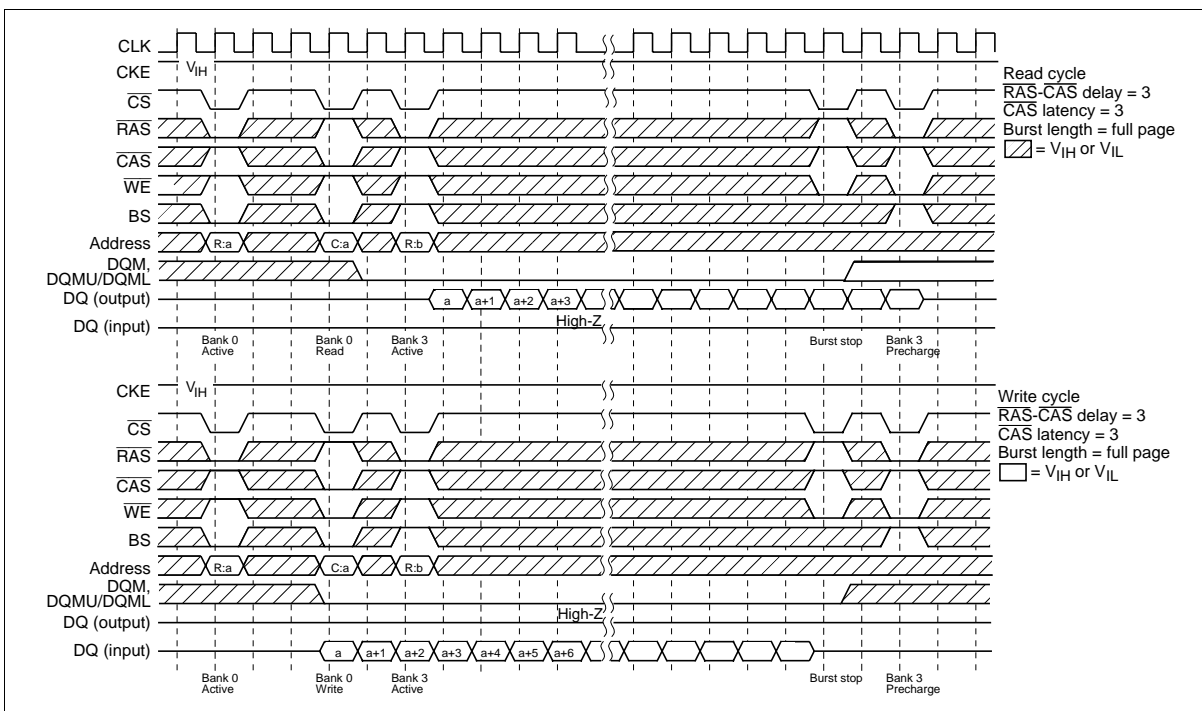 CLK
CKE VIH
CS
RAS
CAS
WE
BS
Address R:a C:a R:b
DQM,
DQMU/DQML
DQ (output) a a+1 a+2 a+3
High-Z
DQ (input)
Bank 0 Active
Bank 0 Read
Bank 3 Active
Burst stop
Bank 3 Precharge
Read cycle
RAS-CAS delay = 3
CAS latency = 3
Burst length = full page
= VIH or VIL
CKE VIH
CS
RAS
CAS
WE
BS
Address R:a C:a R:b
DQM,
DQMU/DQML
High-Z
DQ (output)
DQ (input) a a+1 a+2 a+3 a+4 a+5 a+6
Bank 0 Active
Bank 0 Write
Bank 3 Active
Burst stop
Bank 3 Precharge
Write cycle
RAS-CAS delay = 3
CAS latency = 3
Burst length = full page
= VIH or VIL